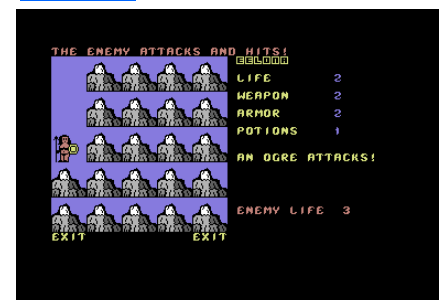 THE ENEMY ATTACKS AND HITS!
LIFE 2
WEAPON 2
ARMOR 2
POTIONS 1
AN OGRE ATTACKS!
ENEMY LIFE 3
EXIT EXIT